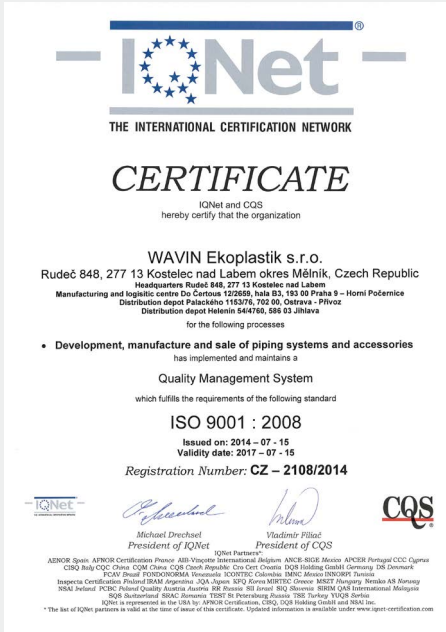 IQNet®
THE INTERNATIONAL CERTIFICATION NETWORK
CERTIFICATE
IQNet and CQS
hereby certify that the organization
WAVIN Ekoplastik s.r.o.
Rudeč 848, 277 13 Kostelec nad Labem okres Mělník, Czech Republic
Headquarters Rudeč 848, 277 13 Kostelec nad Labem
Manufacturing and logisitic centre Do Čertous 12/2659, hala B3, 193 00 Praha 9 – Horní Počernice
Distribution depot Palackého 1153/76, 702 00, Ostrava - Přívoz
Distribution depot Helenín 54/4760, 586 03 Jihlava
for the following processes
• Development, manufacture and sale of piping systems and accessories
has implemented and maintains a
Quality Management System
which fulfills the requirements of the following standard
ISO 9001 : 2008
Issued on: 2014 – 07 - 15
Validity date: 2017 - 07 - 15
Registration Number: CZ – 2108/2014
IQNet
CQS
Michael Drechsel Vladimír Filiač
President of IQNet President of CQS
IQNet Partners*:
AENOR Spain AFNOR Certification France AIB-Vinçotte International Belgium ANCE-SIGE Mexico APCER Portugal CCC Cyprus
CISQ Italy CQC China CQM China CQS Czech Republic Cro Cert Croatia DQS Holding GmbH Germany DS Denmark
FCAV Brazil FONDONORMA Venezuela ICONTEC Colombia IMNC Mexico INNORPI Tunisia
Inspecta Certification Finland IRAM Argentina JQA Japan KFQ Korea MIRTEC Greece MSZT Hungary Nemko AS Norway
NSAI Ireland PCBC Poland Quality Austria Austria RR Russia SII Israel SIQ Slovenia SIRIM QAS International Malaysia
SQS Switzerland SRAC Romania TEST St Petersburg Russia TSE Turkey YUQS Serbia
IQNet is represented in the USA by: AFNOR Certification, CISQ, DQS Holding GmbH and NSAI Inc.
* The list of IQNet partners is valid at the time of issue of this certificate. Updated information is available under www.iqnet-certification.com